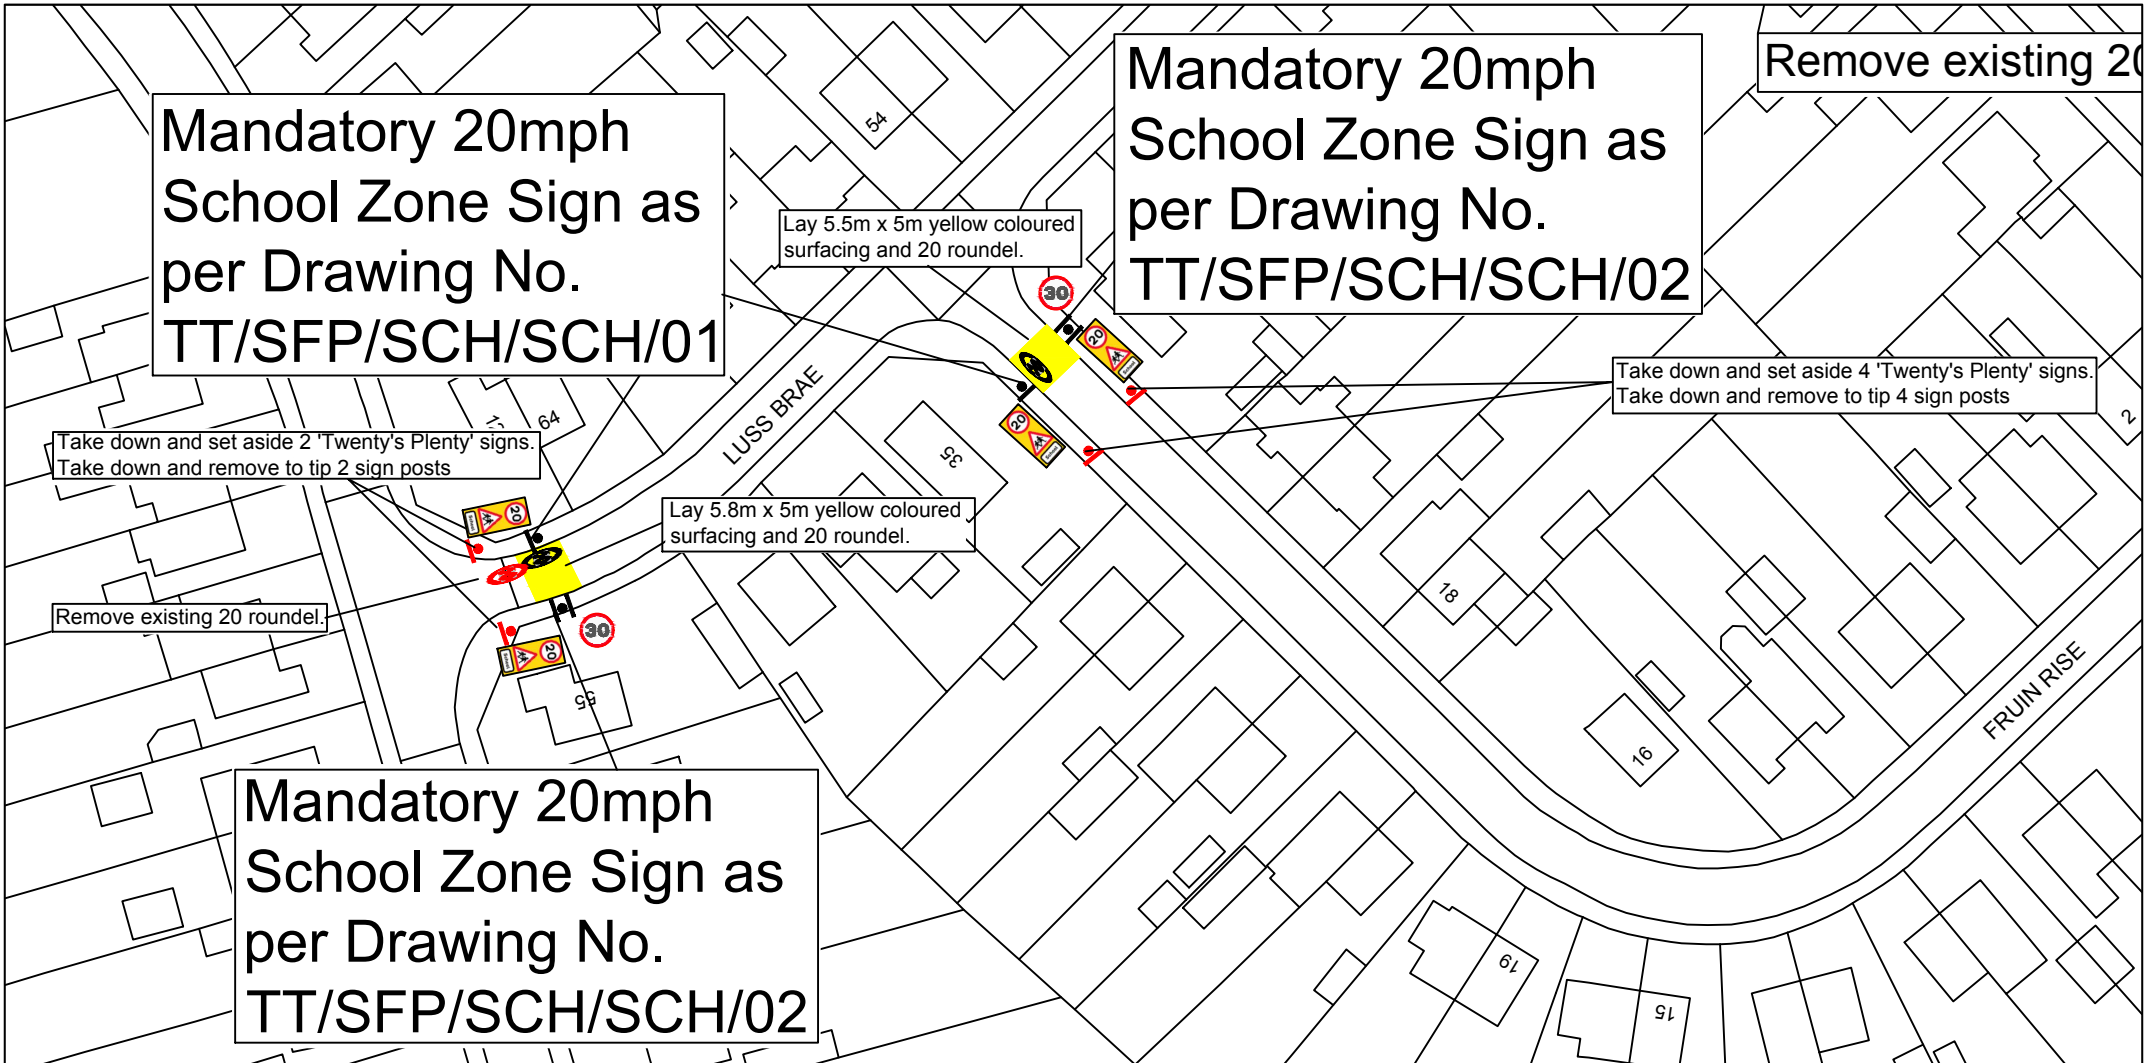 Remove existing 20
Mandatory 20mph
School Zone Sign as
per Drawing No.
TT/SFP/SCH/SCH/01
Mandatory 20mph
School Zone Sign as
per Drawing No.
TT/SFP/SCH/SCH/02
54
Lay 5.5m x 5m yellow coloured
surfacing and 20 roundel.
30
20
School
20
School
Take down and set aside 4 'Twenty's Plenty' signs.
Take down and remove to tip 4 sign posts
2
LUSS BRAE
64
35
Take down and set aside 2 'Twenty's Plenty' signs.
Take down and remove to tip 2 sign posts
Lay 5.8m x 5m yellow coloured
surfacing and 20 roundel.
20
School
Remove existing 20 roundel.
30
20
School
55
18
16
FRUIN RISE
Mandatory 20mph
School Zone Sign as
per Drawing No.
TT/SFP/SCH/SCH/02
19
15